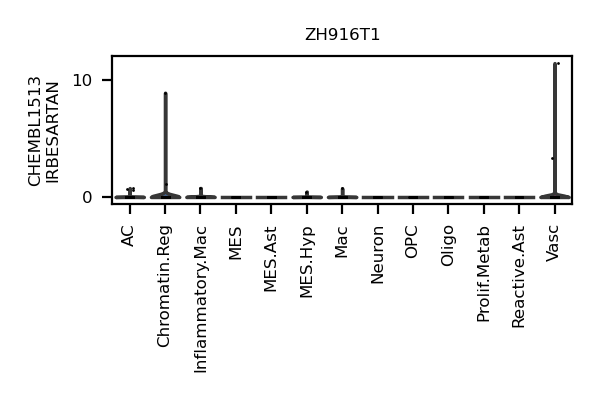 ZH916T1
CHEMBL1513
IRBESARTAN
10
0
AC
Chromatin.Reg
Inflammatory.Mac
MES
MES.Ast
MES.Hyp
Mac
Neuron
OPC
Oligo
Prolif.Metab
Reactive.Ast
Vasc